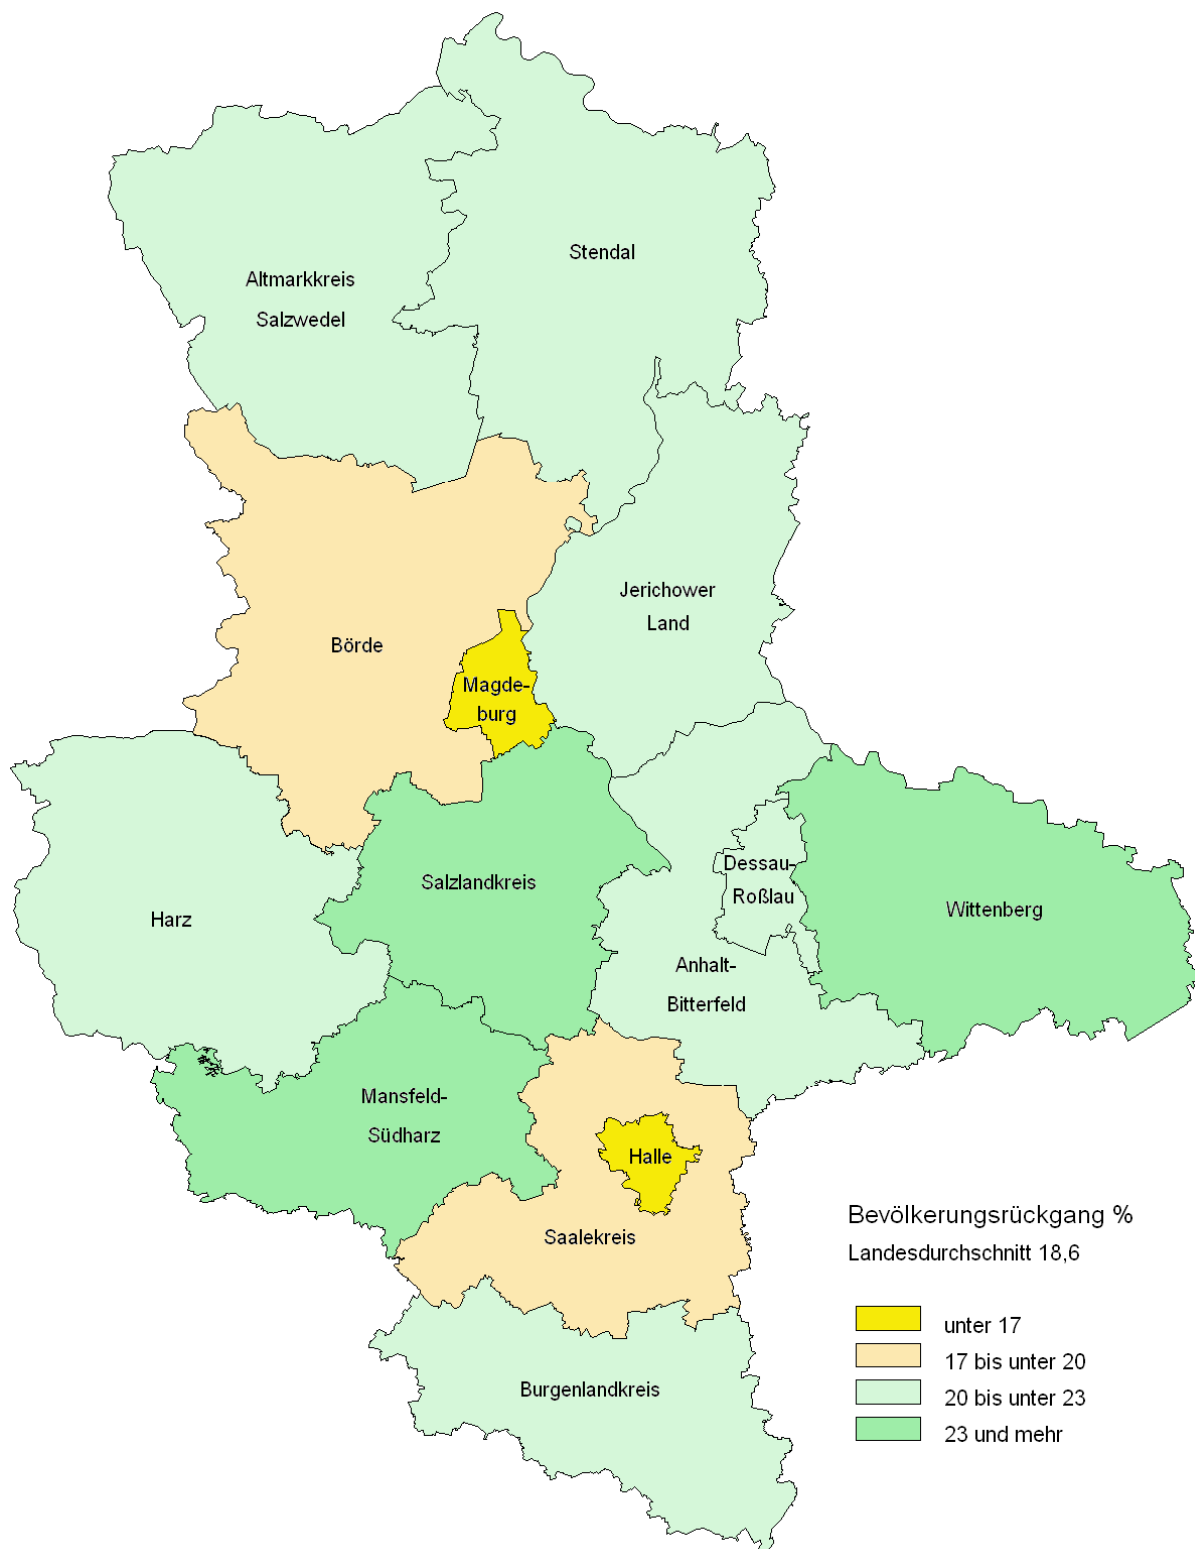 Stendal
Altmarkkreis
Salzwedel
Jerichower
Land
Börde
Magde-
burg
Dessau-
Roßlau
Salzlandkreis
Wittenberg
Harz
Anhalt-
Bitterfeld
Mansfeld-
Südharz
Halle
Saalekreis
Burgenlandkreis
Bevölkerungsrückgang %
Landesdurchschnitt 18,6
unter 17
17 bis unter 20
20 bis unter 23
23 und mehr